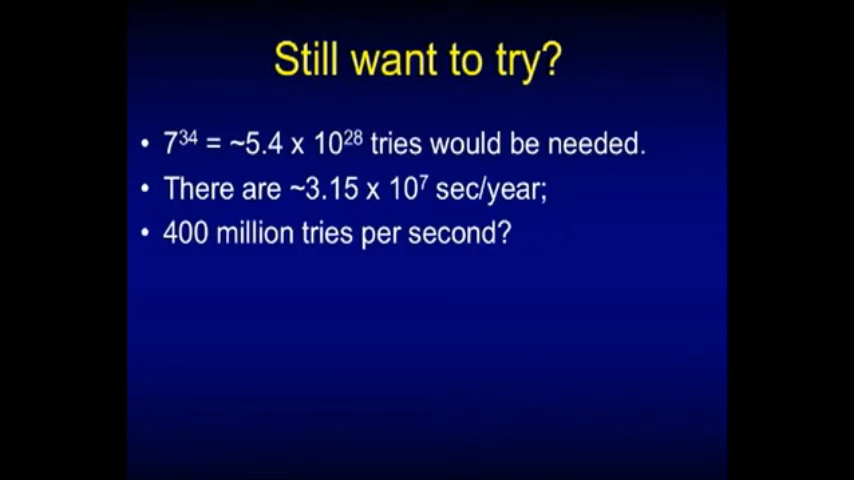 Still want to try?
• 7³⁴ = ~5.4 x 10²⁸ tries would be needed.
• There are ~3.15 x 10⁷ sec/year;
• 400 million tries per second?